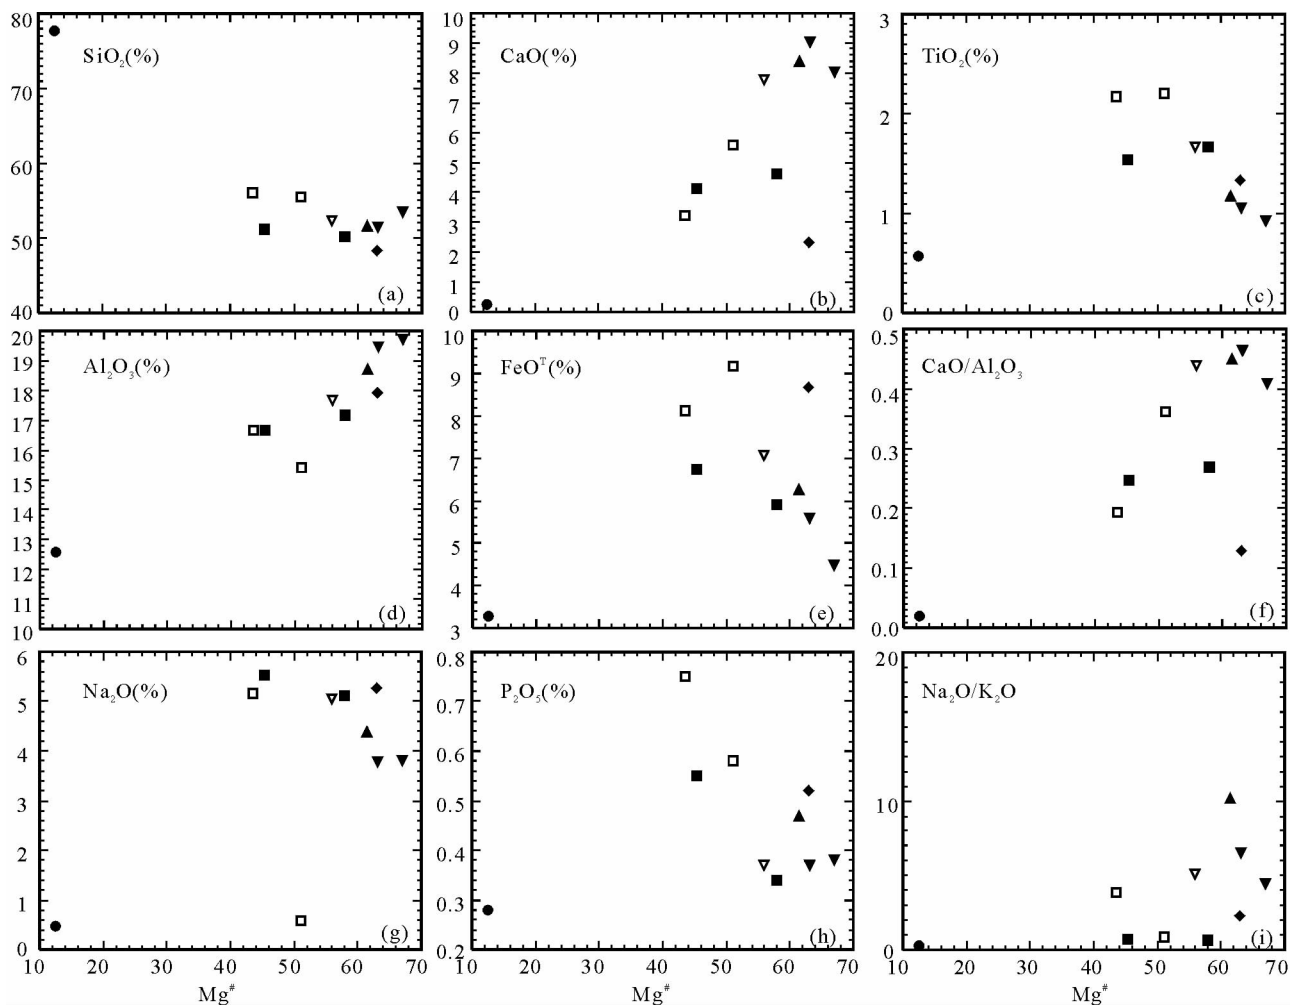 80
70
60
50
40
SiO₂(%)
(a)
10
9
8
7
6
5
4
3
2
1
0
CaO(%)
(b)
3
2
1
0
TiO₂(%)
(c)
20
19
18
17
16
15
14
13
12
11
10
Al₂O₃(%)
(d)
10
9
8
7
6
5
4
3
FeOᵀ(%)
(e)
0.5
0.4
0.3
0.2
0.1
0.0
CaO/Al₂O₃
(f)
6
5
4
3
2
1
0
Na₂O(%)
(g)
10 20 30 40 50 60 70
Mg#
0.8
0.7
0.6
0.5
0.4
0.3
0.2
P₂O₅(%)
(h)
10 20 30 40 50 60 70
Mg#
20
10
0
Na₂O/K₂O
(i)
10 20 30 40 50 60 70
Mg#